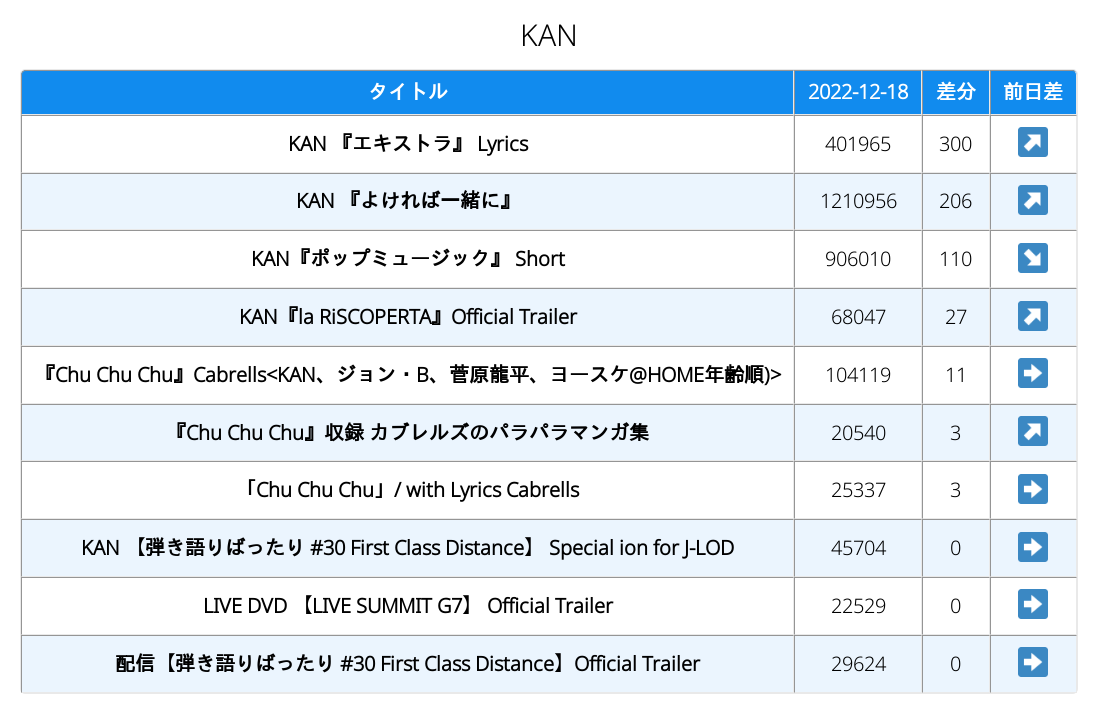 KAN
タイトル 2022-12-18 差分 前日差
KAN 『エキストラ』 Lyrics 401965 300
KAN 『よければ一緒に』 1210956 206
KAN『ポップミュージック』 Short 906010 110
KAN『la RiSCOPERTA』Official Trailer 68047 27
『Chu Chu Chu』Cabrells<KAN、ジョン・B、菅原龍平、ヨースケ@HOME年齢順)> 104119 11
『Chu Chu Chu』収録 カブレルズのパラパラマンガ集 20540 3
「Chu Chu Chu」/ with Lyrics Cabrells 25337 3
KAN 【弾き語りばったり #30 First Class Distance】 Special ion for J-LOD 45704 0
LIVE DVD 【LIVE SUMMIT G7】 Official Trailer 22529 0
配信【弾き語りばったり #30 First Class Distance】Official Trailer 29624 0